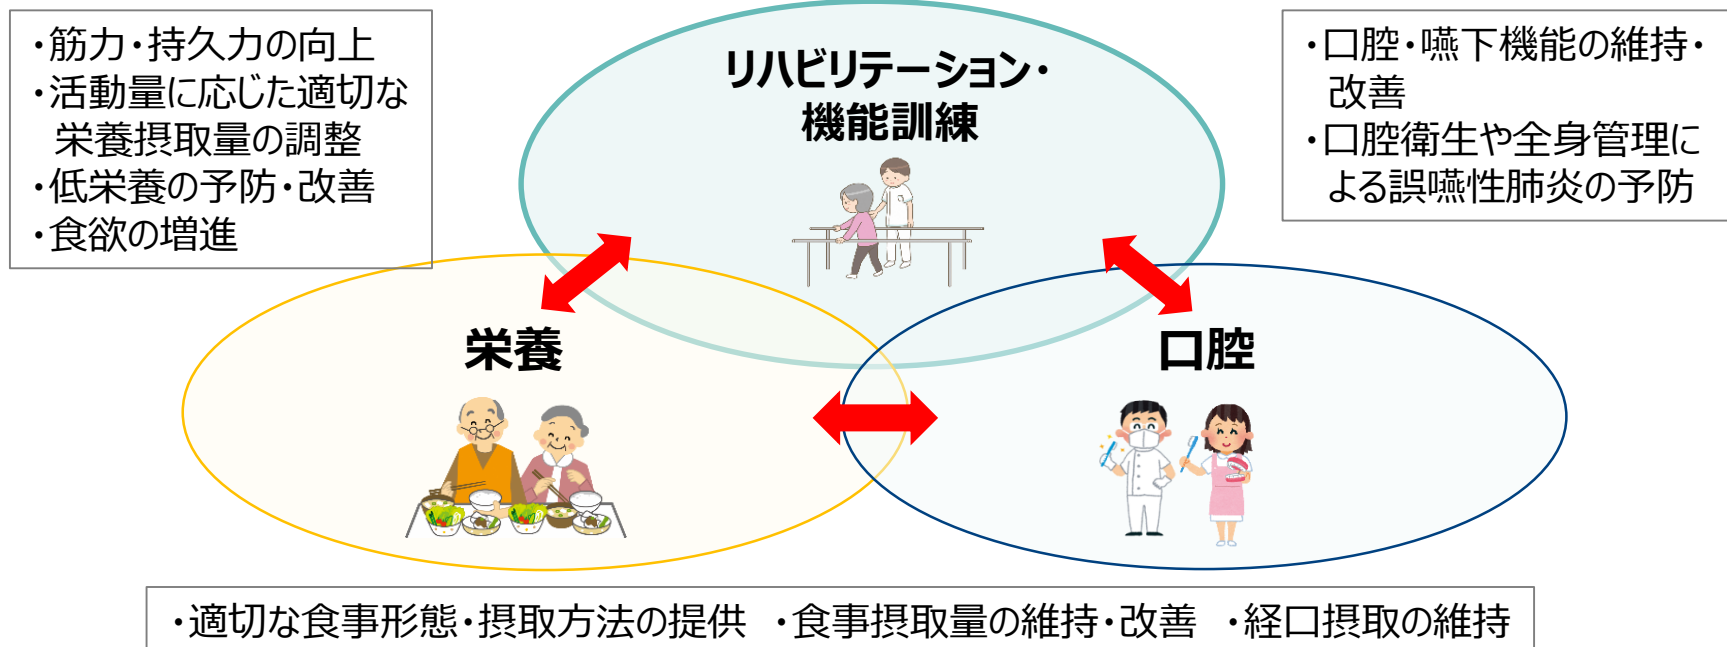 ・筋力・持久力の向上
・活動量に応じた適切な
栄養摂取量の調整
・低栄養の予防・改善
・食欲の増進
リハビリテーション・
機能訓練
・口腔・嚥下機能の維持・
改善
・口腔衛生や全身管理に
よる誤嚥性肺炎の予防
栄養
口腔
・適切な食事形態・摂取方法の提供 ・食事摂取量の維持・改善 ・経口摂取の維持